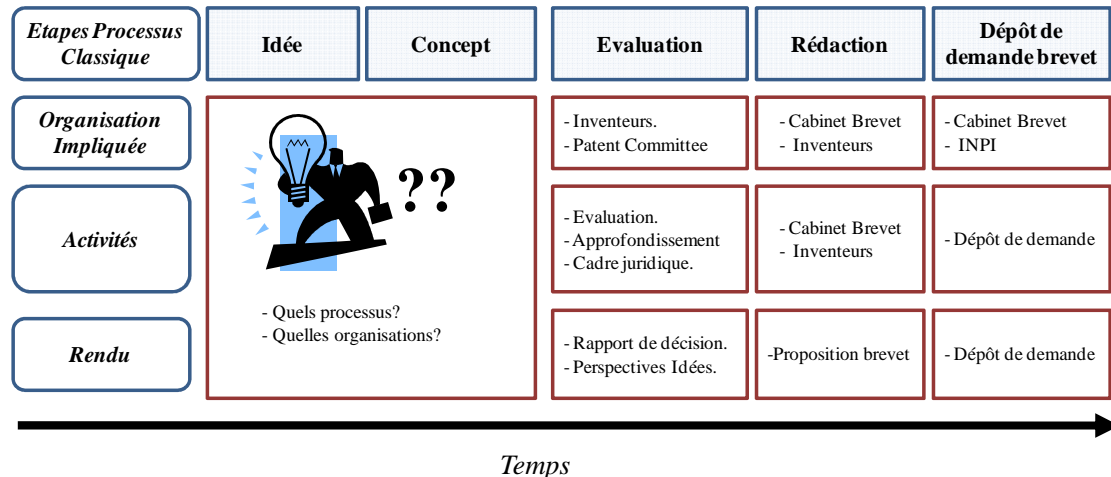 Etapes Processus
Classique
Idée
Concept
Evaluation
Rédaction
Dépôt de
demande brevet
Organisation
Impliquée
- Inventeurs.
- Patent Committee
- Cabinet Brevet
- Inventeurs
- Cabinet Brevet
- INPI
??
Activités
- Evaluation.
- Approfondissement
- Cadre juridique.
- Cabinet Brevet
- Inventeurs
- Dépôt de demande
- Quels processus?
- Quelles organisations?
Rendu
- Rapport de décision.
- Perspectives Idées.
-Proposition brevet
- Dépôt de demande
Temps